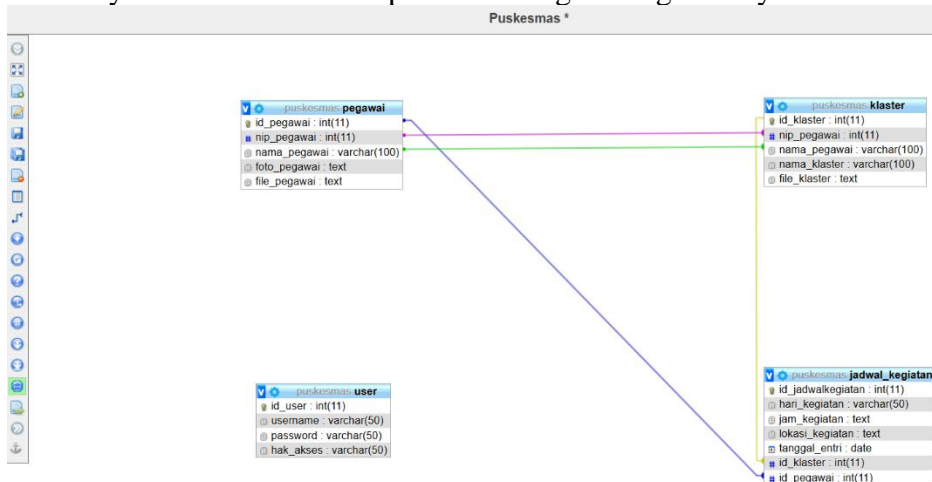 Puskesmas *
puskesmas pegawai
id_pegawai : int(11)
nip_pegawai : int(11)
nama_pegawai : varchar(100)
foto_pegawai : text
file_pegawai : text
puskesmas klaster
id_klaster : int(11)
nip_pegawai : int(11)
nama_pegawai : varchar(100)
nama_klaster : varchar(100)
file_klaster : text
puskesmas user
id_user : int(11)
username : varchar(50)
password : varchar(50)
hak_akses : varchar(50)
puskesmas jadwal_kegiatan
id_jadwalkegiatan : int(11)
hari_kegiatan : varchar(50)
jam_kegiatan : text
lokasi_kegiatan : text
tanggal_entri : date
id_klaster : int(11)
id_pegawai : int(11)